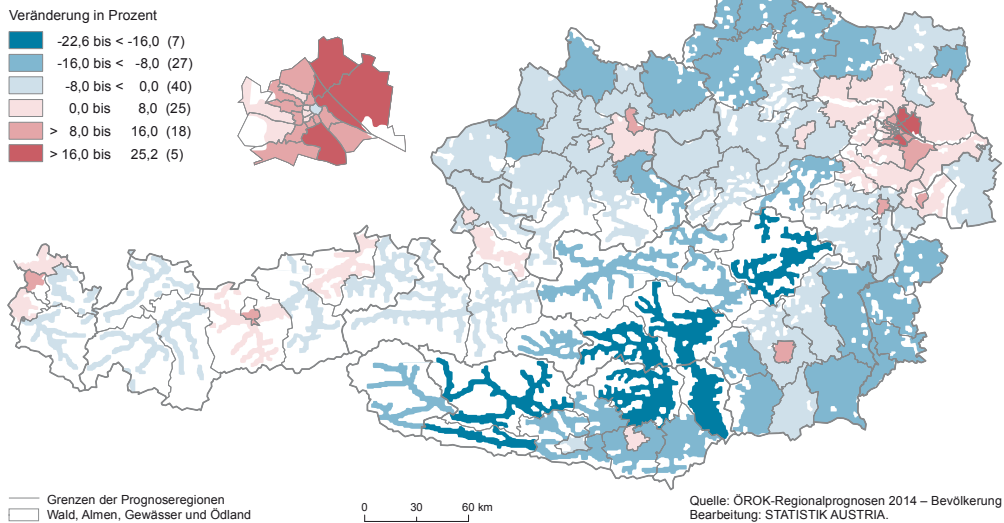 Veränderung in Prozent
-22,6 bis < -16,0 (7)
-16,0 bis < -8,0 (27)
-8,0 bis < 0,0 (40)
0,0 bis 8,0 (25)
> 8,0 bis 16,0 (18)
> 16,0 bis 25,2 (5)
Grenzen der Prognoseregionen
Wald, Almen, Gewässer und Ödland
0 30 60 km
Quelle: ÖROK-Regionalprognosen 2014 – Bevölkerung
Bearbeitung: STATISTIK AUSTRIA.